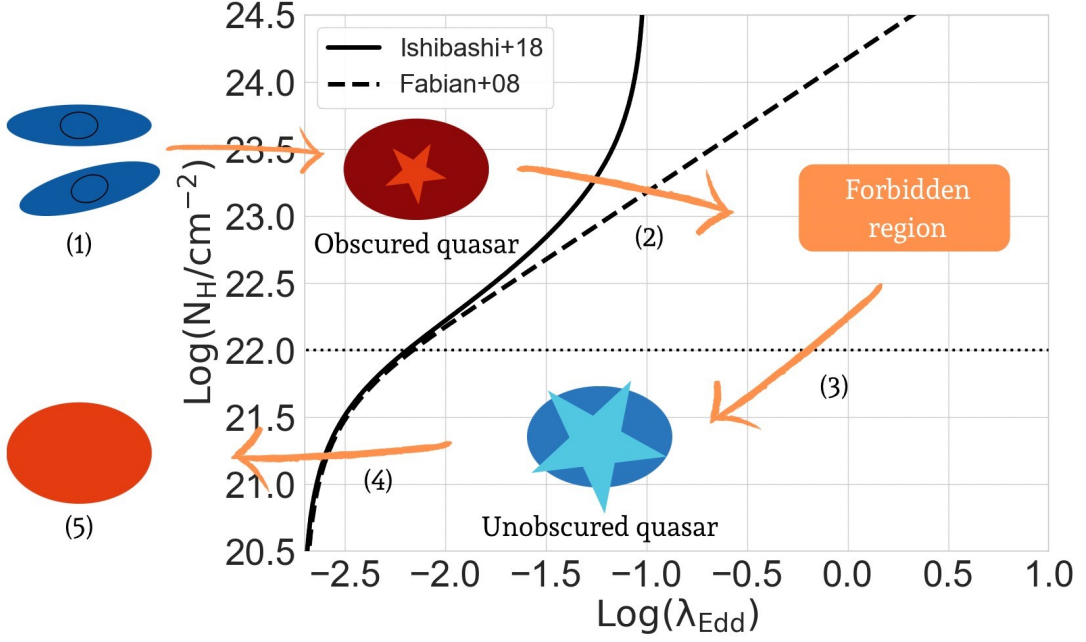 24.5
24.0
23.5
23.0
22.5
22.0
21.5
21.0
20.5
Log(N_H/cm⁻²)
Ishibashi+18
Fabian+08
(1)
Obscured quasar
(2)
Forbidden
region
(3)
Unobscured quasar
(4)
(5)
−2.5 −2.0 −1.5 −1.0 −0.5 0.0 0.5 1.0
Log(λ_Edd)